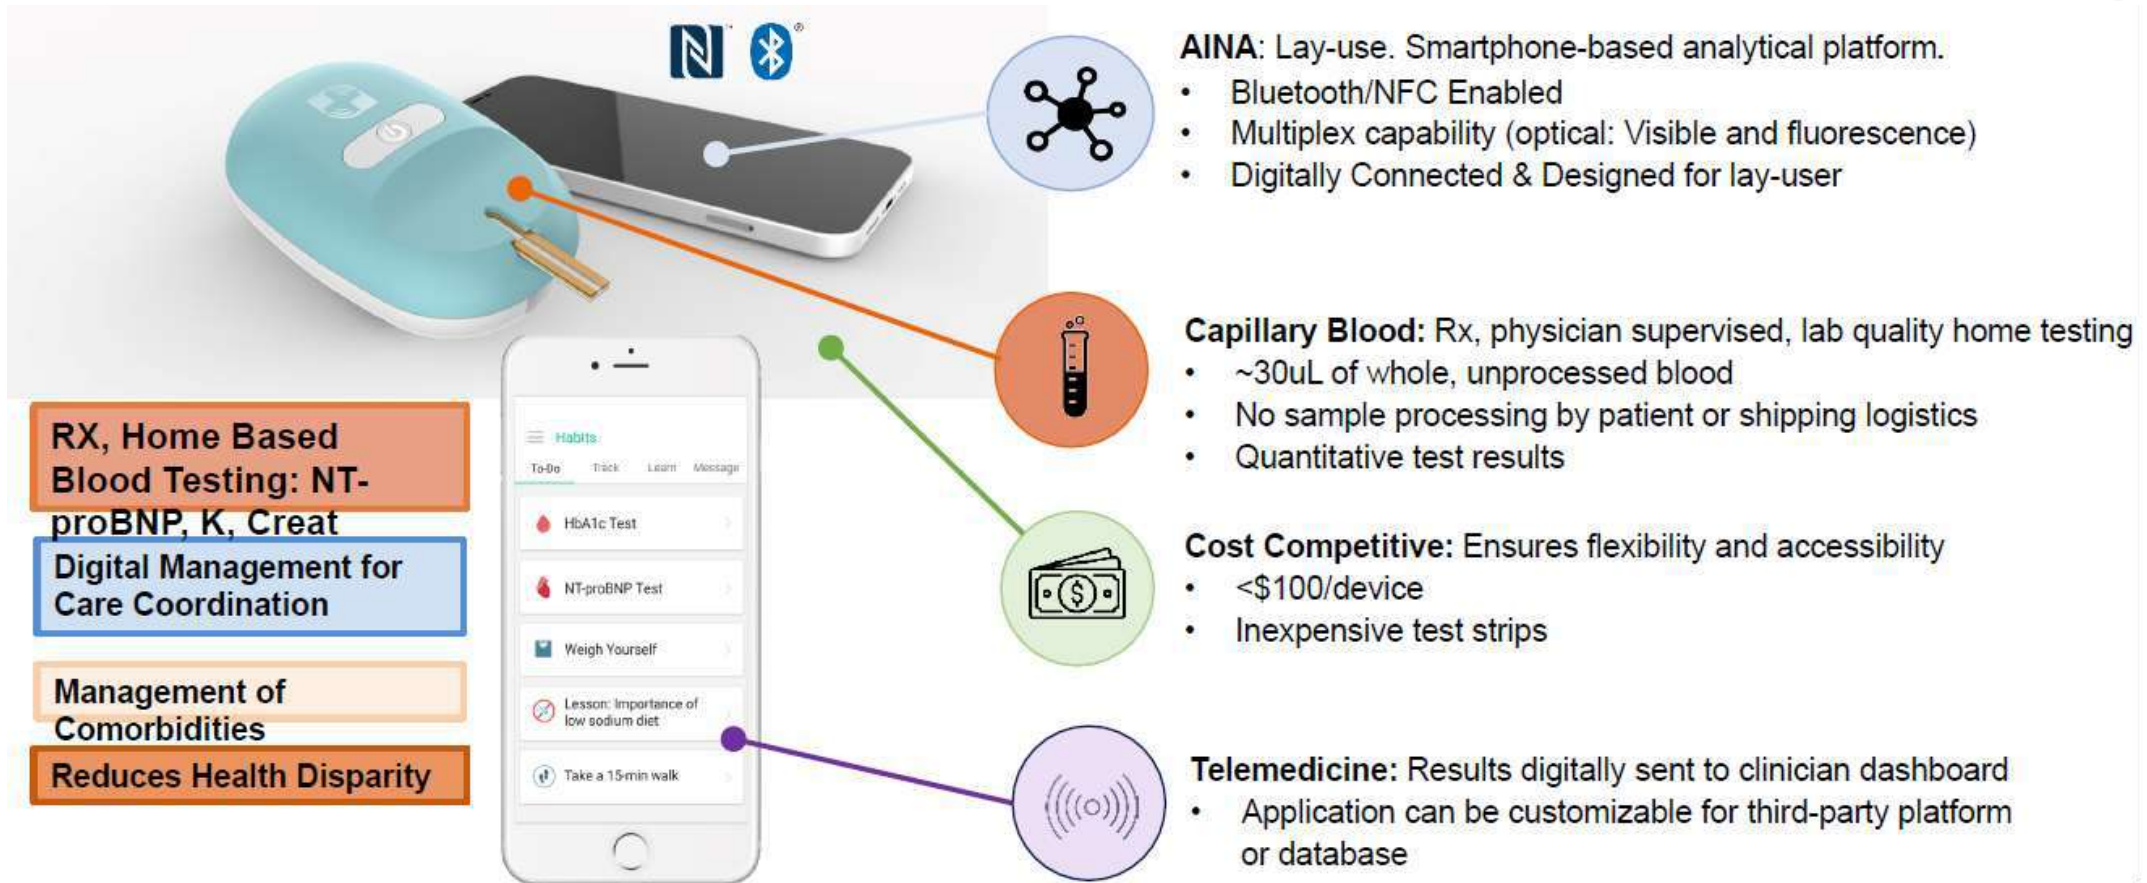 AINA: Lay-use. Smartphone-based analytical platform.
• Bluetooth/NFC Enabled
• Multiplex capability (optical: Visible and fluorescence)
• Digitally Connected & Designed for lay-user
Capillary Blood: Rx, physician supervised, lab quality home testing
• ~30uL of whole, unprocessed blood
• No sample processing by patient or shipping logistics
• Quantitative test results
Cost Competitive: Ensures flexibility and accessibility
• <$100/device
• Inexpensive test strips
Telemedicine: Results digitally sent to clinician dashboard
• Application can be customizable for third-party platform
or database
RX, Home Based
Blood Testing: NT-
proBNP, K, Creat
Digital Management for
Care Coordination
Management of
Comorbidities
Reduces Health Disparity
Habits
To-Do Track Learn Message
HbA1c Test
NT-proBNP Test
Weigh Yourself
Lesson: Importance of
low sodium diet
Take a 15-min walk